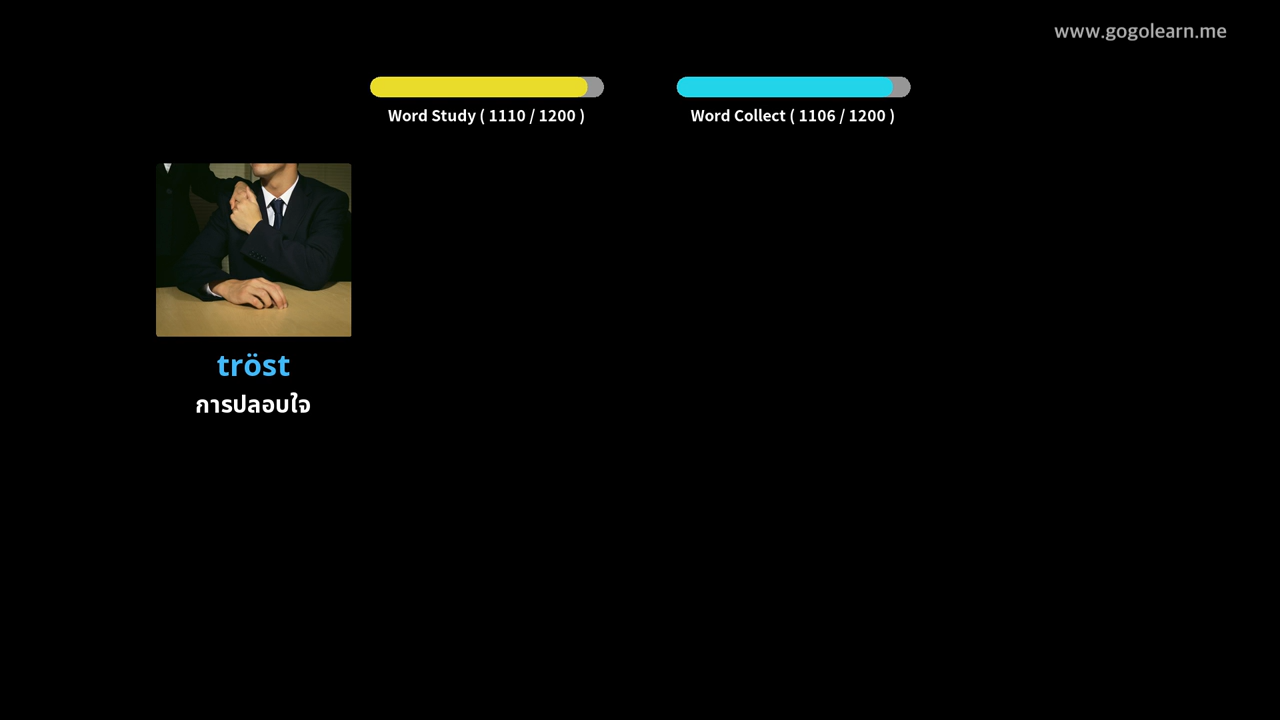 www.gogolearn.me
Word Study ( 1110 / 1200 )
Word Collect ( 1106 / 1200 )
tröst
การปลอบใจ